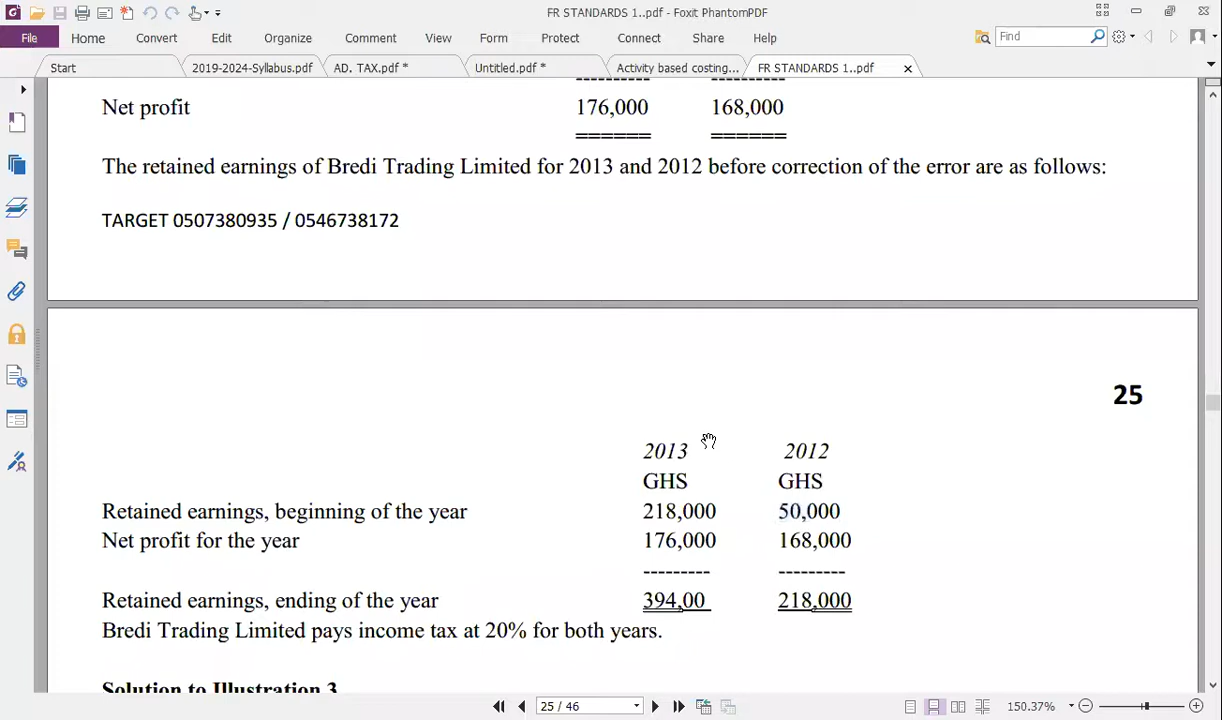 FR STANDARDS 1..pdf - Foxit PhantomPDF
File Home Convert Edit Organize Comment View Form Protect Connect Share Help Find
Start 2019-2024-Syllabus.pdf AD. TAX.pdf * Untitled.pdf * Activity based costing... FR STANDARDS 1..pdf
--------- ---------
Net profit 176,000 168,000
====== ======
The retained earnings of Bredi Trading Limited for 2013 and 2012 before correction of the error are as follows:
TARGET 0507380935 / 0546738172
25
2013 2012
GHS GHS
Retained earnings, beginning of the year 218,000 50,000
Net profit for the year 176,000 168,000
--------- ---------
Retained earnings, ending of the year 394,00 218,000
Bredi Trading Limited pays income tax at 20% for both years.
Solution to Illustration 3
25 / 46 150.37%